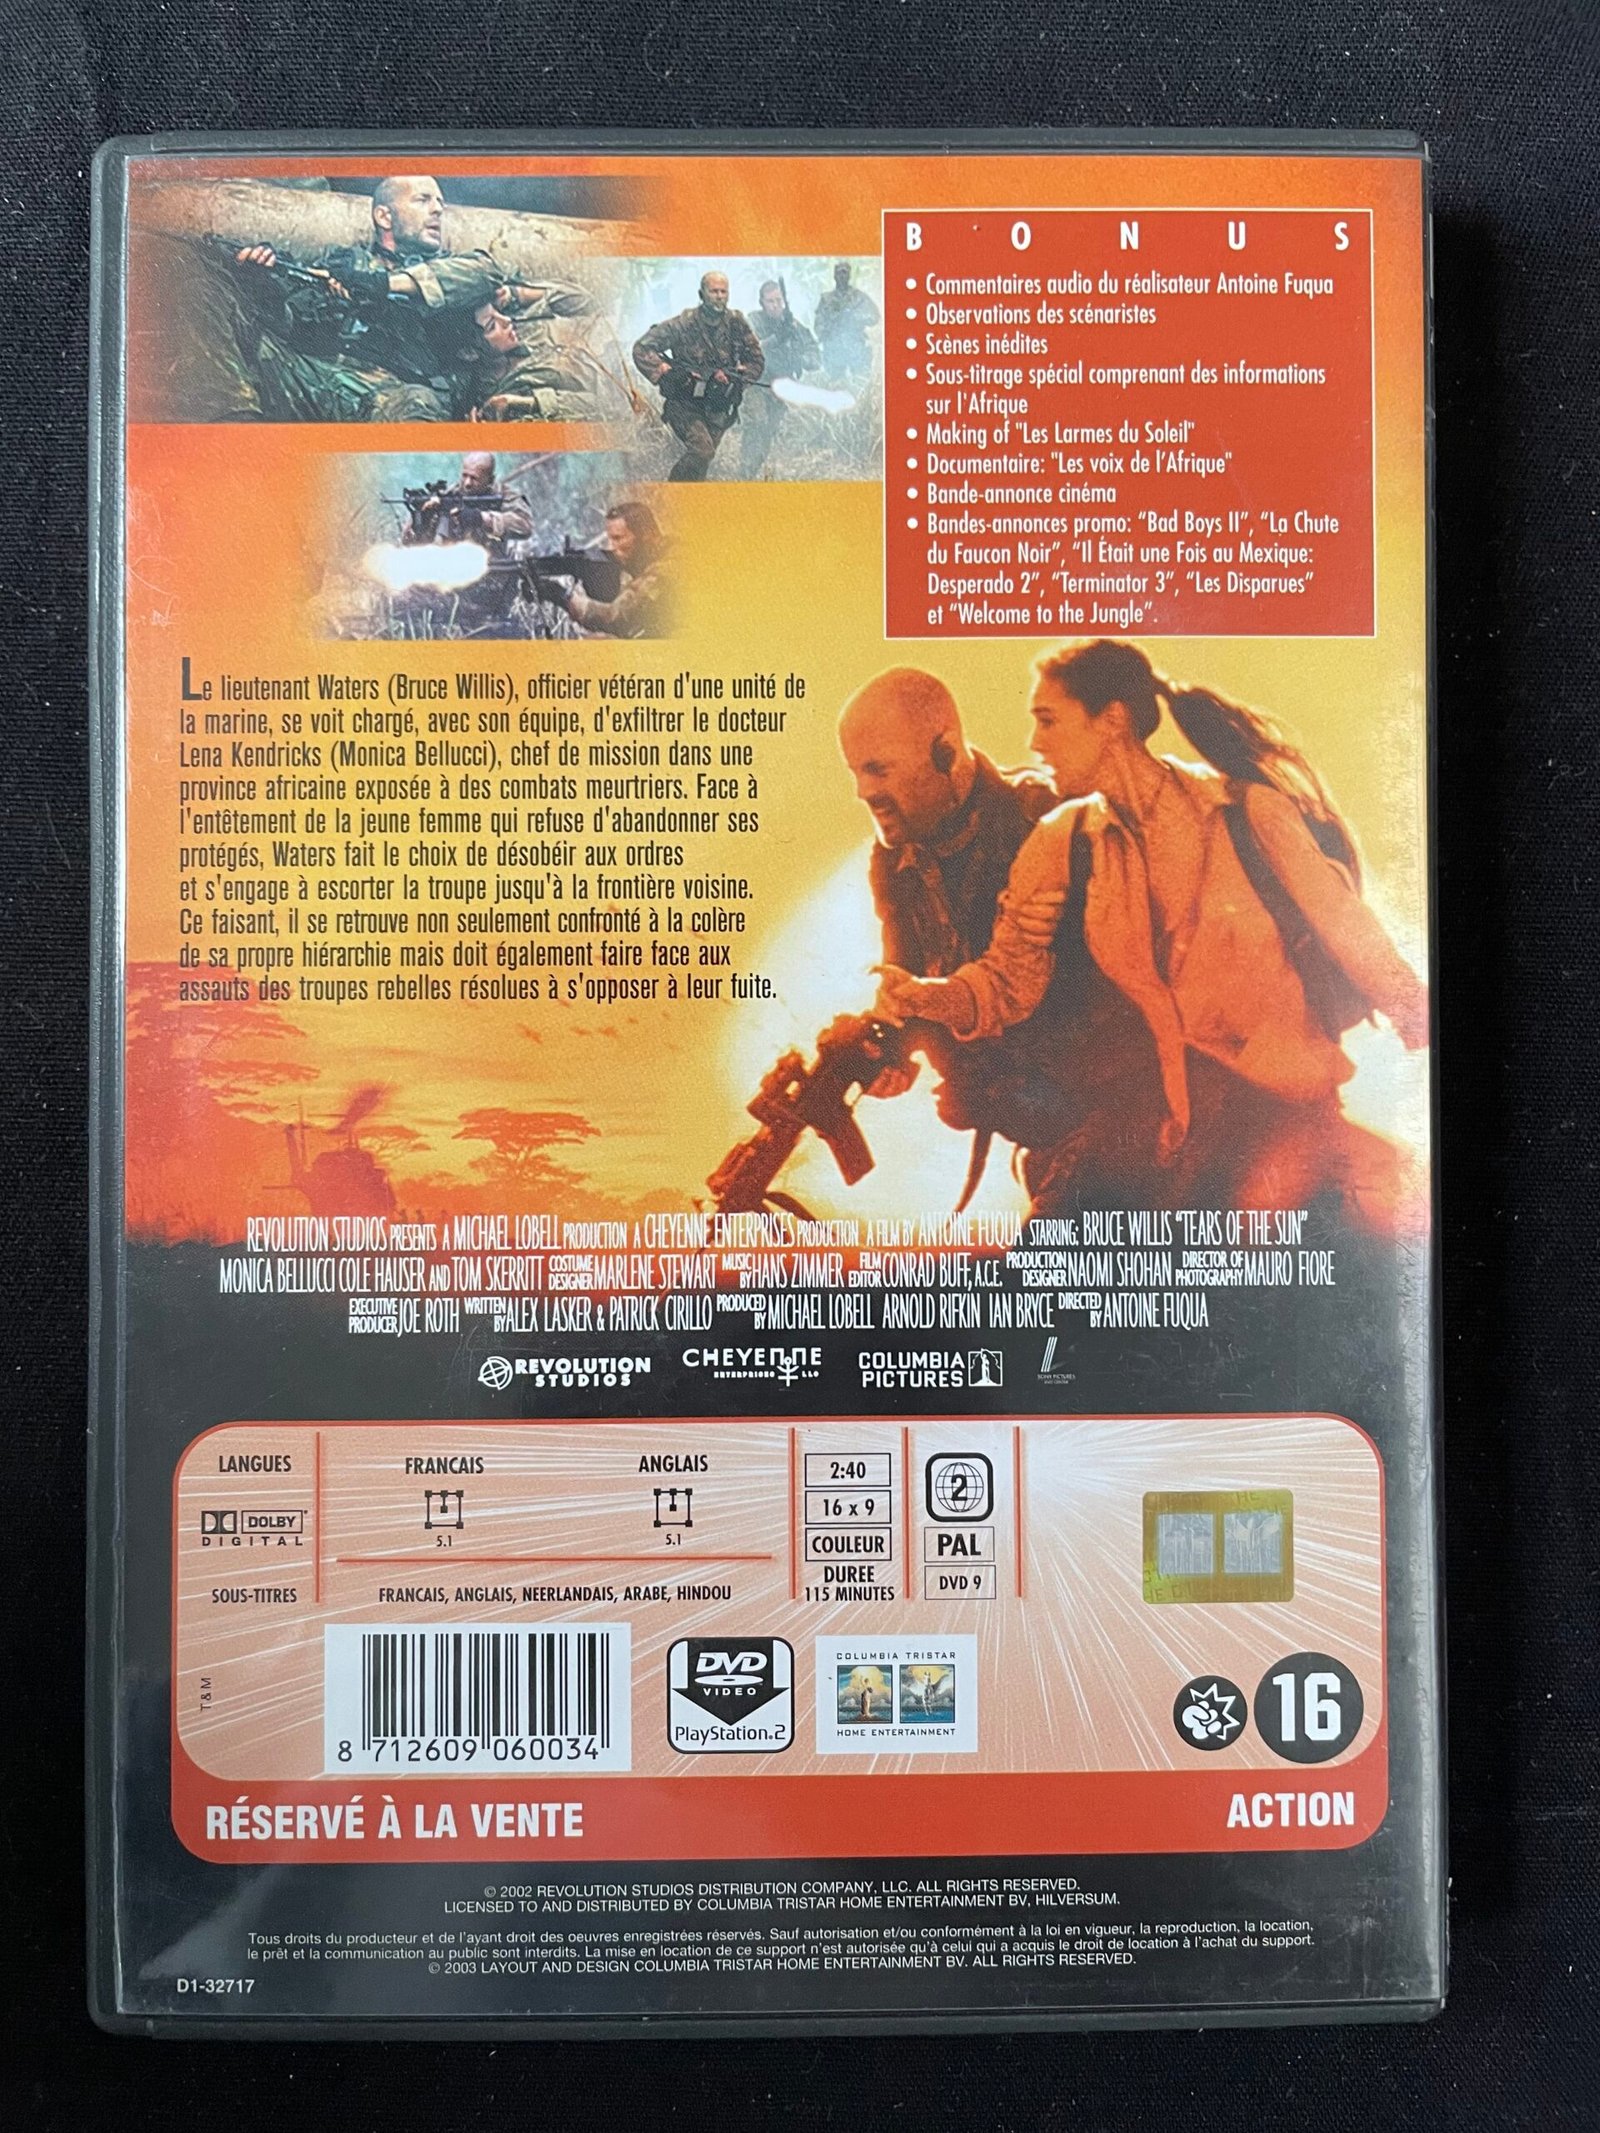 BONUS
• Commentaires audio du réalisateur Antoine Fuqua
• Observations des scénaristes
• Scènes inédites
• Sous-titrage spécial comprenant des informations
sur l'Afrique
• Making of "Les Larmes du Soleil"
• Documentaire: "Les voix de l'Afrique"
• Bande-annonce cinéma
• Bandes-annonces promo: “Bad Boys II”, “La Chute
du Faucon Noir”, “Il Était une Fois au Mexique:
Desperado 2”, “Terminator 3”, “Les Disparues”
et “Welcome to the Jungle”.
Le lieutenant Waters (Bruce Willis), officier vétéran d'une unité de
la marine, se voit chargé, avec son équipe, d'exfiltrer le docteur
Lena Kendricks (Monica Bellucci), chef de mission dans une
province africaine exposée à des combats meurtriers. Face à
l'entêtement de la jeune femme qui refuse d'abandonner ses
protégés, Waters fait le choix de désobéir aux ordres
et s'engage à escorter la troupe jusqu'à la frontière voisine.
Ce faisant, il se retrouve non seulement confronté à la colère
de sa propre hiérarchie mais doit également faire face aux
assauts des troupes rebelles résolues à s'opposer à leur fuite.
REVOLUTION STUDIOS PRESENTS A MICHAEL LOBELL PRODUCTION A CHEYENNE ENTERPRISES PRODUCTION A FILM BY ANTOINE FUQUA STARRING: BRUCE WILLIS “TEARS OF THE SUN”
MONICA BELLUCCI COLE HAUSER AND TOM SKERRITT COSTUME DESIGNER MARLENE STEWART MUSIC BY HANS ZIMMER FILM EDITOR CONRAD BUFF, A.C.E. PRODUCTION DESIGNER NAOMI SHOHAN DIRECTOR OF PHOTOGRAPHY MAURO FIORE
EXECUTIVE PRODUCER JOE ROTH WRITTEN BY ALEX LASKER & PATRICK CIRILLO PRODUCED BY MICHAEL LOBELL ARNOLD RIFKIN IAN BRYCE DIRECTED BY ANTOINE FUQUA
REVOLUTION STUDIOS
CHEYENNE ENTERPRISES LLC
COLUMBIA PICTURES
SONY PICTURES
LANGUES
FRANCAIS
ANGLAIS
DOLBY
DIGITAL
5.1
5.1
SOUS-TITRES
FRANCAIS, ANGLAIS, NEERLANDAIS, ARABE, HINDOU
2:40
16 x 9
COULEUR
DUREE
115 MINUTES
2
PAL
DVD 9
T & M
8 712609 060034
DVD
VIDEO
PlayStation.2
COLUMBIA TRISTAR
HOME ENTERTAINMENT
16
RÉSERVÉ À LA VENTE
ACTION
© 2002 REVOLUTION STUDIOS DISTRIBUTION COMPANY, LLC. ALL RIGHTS RESERVED.
LICENSED TO AND DISTRIBUTED BY COLUMBIA TRISTAR HOME ENTERTAINMENT BV, HILVERSUM.
Tous droits du producteur et de l'ayant droit des oeuvres enregistrées réservés. Sauf autorisation et/ou conformément à la loi en vigueur, la reproduction, la location,
le prêt et la communication au public sont interdits. La mise en location de ce support n'est autorisée qu'à celui qui a acquis le droit de location à l'achat du support.
© 2003 LAYOUT AND DESIGN COLUMBIA TRISTAR HOME ENTERTAINMENT BV. ALL RIGHTS RESERVED.
D1-32717